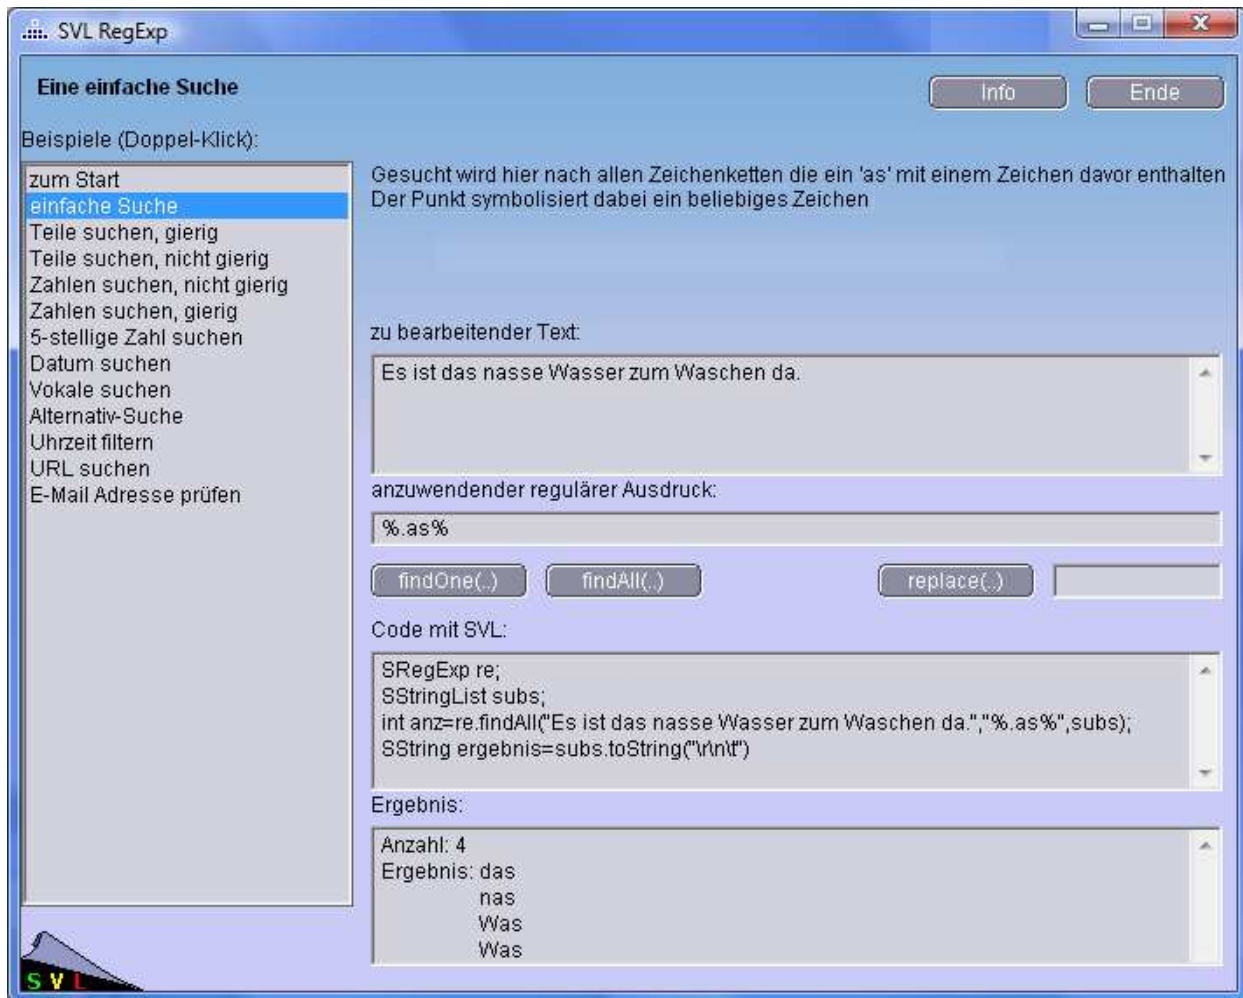 SVL RegExp
Eine einfache Suche
Info
Ende
Beispiele (Doppel-Klick):
zum Start
einfache Suche
Teile suchen, gierig
Teile suchen, nicht gierig
Zahlen suchen, nicht gierig
Zahlen suchen, gierig
5-stellige Zahl suchen
Datum suchen
Vokale suchen
Alternativ-Suche
Uhrzeit filtern
URL suchen
E-Mail Adresse prüfen
Gesucht wird hier nach allen Zeichenketten die ein 'as' mit einem Zeichen davor enthalten
Der Punkt symbolisiert dabei ein beliebiges Zeichen
zu bearbeitender Text:
Es ist das nasse Wasser zum Waschen da.
anzuwendender regulärer Ausdruck:
%.as%
findOne(..)
findAll(..)
replace(..)
Code mit SVL:
SRegExp re;
SStringList subs;
int anz=re.findAll("Es ist das nasse Wasser zum Waschen da.","%.as%",subs);
SString ergebnis=subs.toString("\r\n\t")
Ergebnis:
Anzahl: 4
Ergebnis: das
nas
Was
Was
S V L